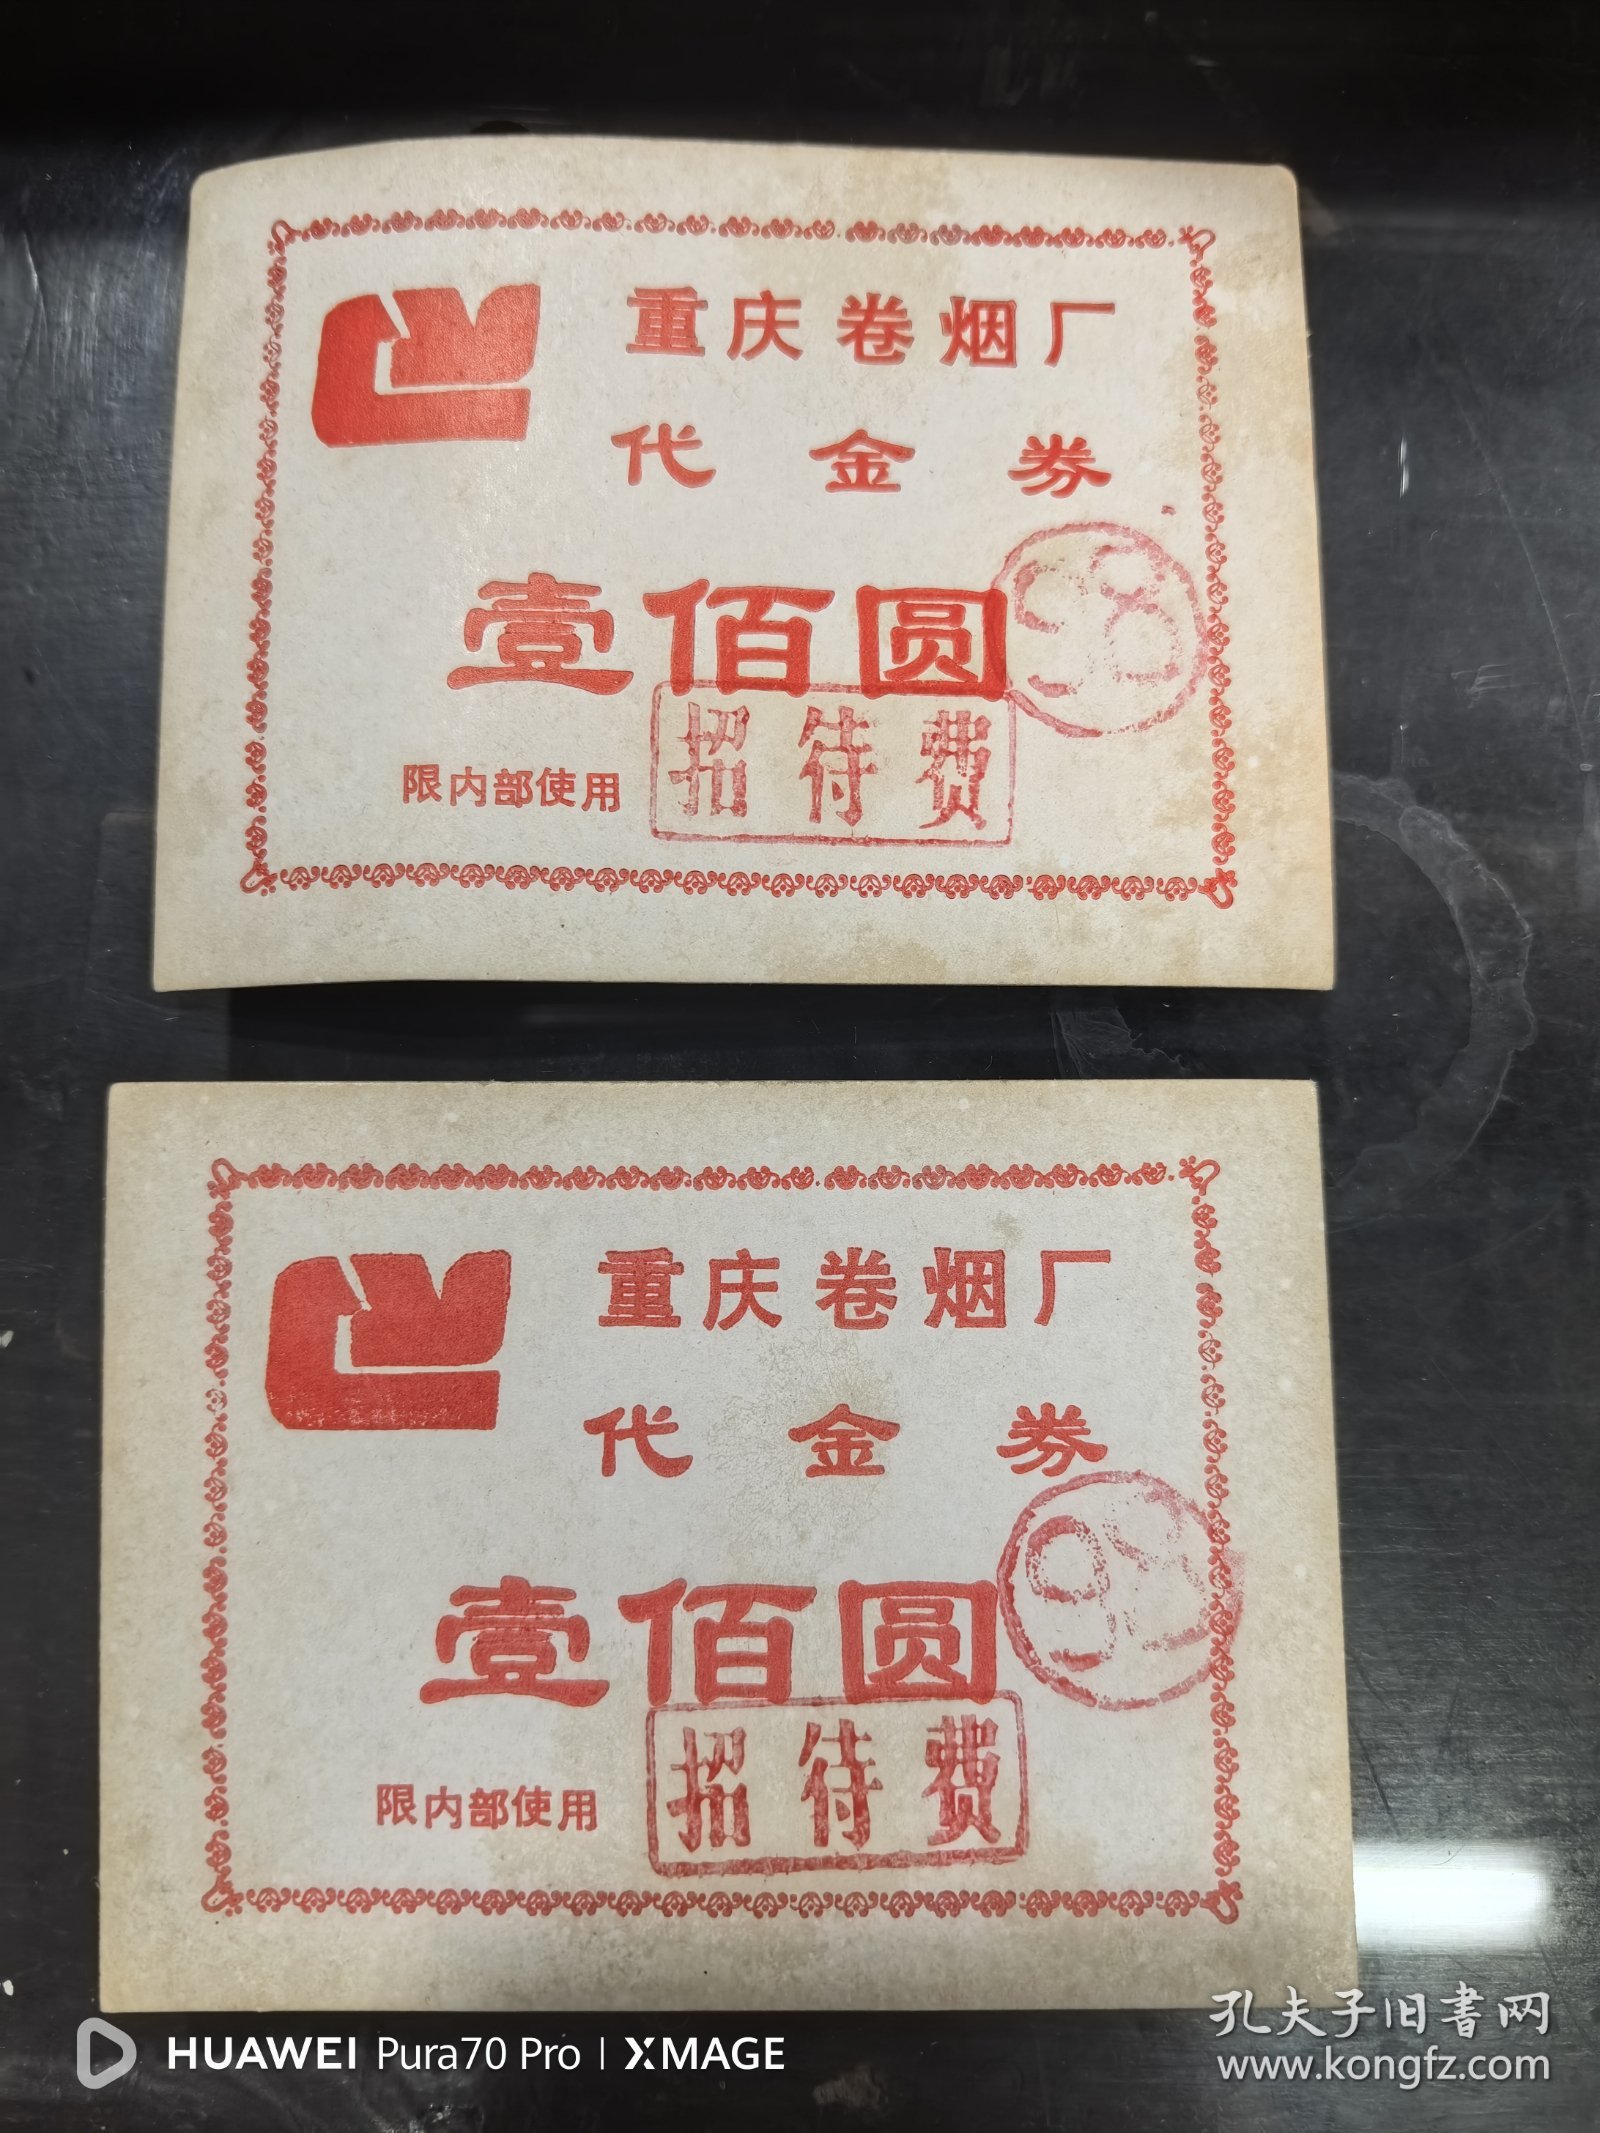 重庆卷烟厂
代金券
壹佰圆
限内部使用
招待费
98
重庆卷烟厂
代金券
壹佰圆
限内部使用
招待费
HUAWEI Pura70 Pro | XMAGE
孔夫子旧书网
www.kongfz.com